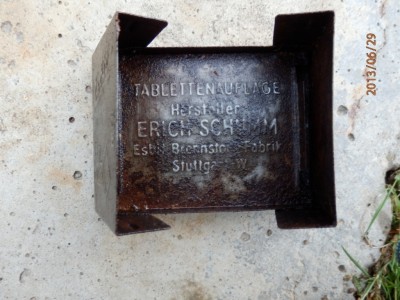 TABLETTENAUFLAGE
Hersteller
ERICH SCHUMM
Esbit Brennstoff-Fabrik
Stuttgart-W
2013/06/29